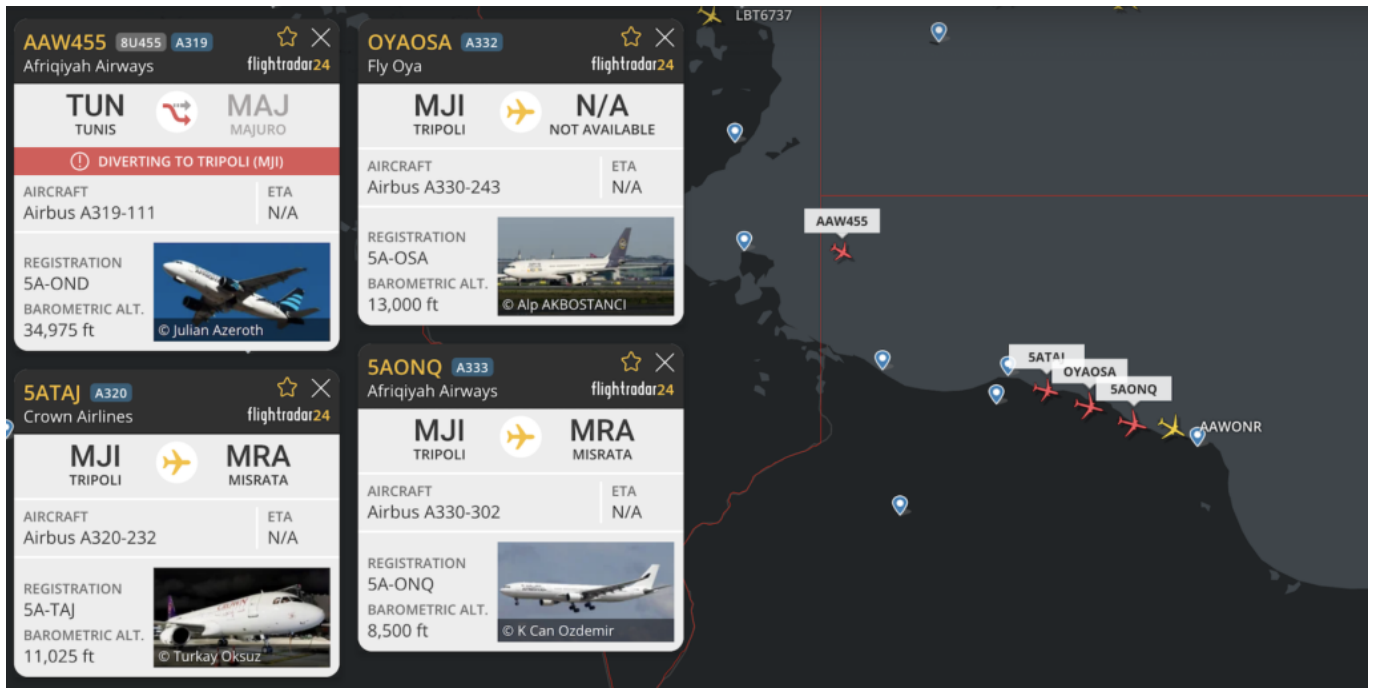 AAW455 8U455 A319
Afriqiyah Airways flightradar24
TUN MAJ
TUNIS MAJURO
DIVERTING TO TRIPOLI (MJI)
AIRCRAFT ETA
Airbus A319-111 N/A
REGISTRATION
5A-OND
BAROMETRIC ALT.
34,975 ft © Julian Azeroth
OYAOSA A332
Fly Oya flightradar24
MJI N/A
TRIPOLI NOT AVAILABLE
AIRCRAFT ETA
Airbus A330-243 N/A
REGISTRATION
5A-OSA
BAROMETRIC ALT.
13,000 ft © Alp AKBOSTANCI
5ATAJ A320
Crown Airlines flightradar24
MJI MRA
TRIPOLI MISRATA
AIRCRAFT ETA
Airbus A320-232 N/A
REGISTRATION
5A-TAJ
BAROMETRIC ALT.
11,025 ft © Turkay Oksuz
5AONQ A333
Afriqiyah Airways flightradar24
MJI MRA
TRIPOLI MISRATA
AIRCRAFT ETA
Airbus A330-302 N/A
REGISTRATION
5A-ONQ
BAROMETRIC ALT.
8,500 ft © K Can Ozdemir
LBT6737
AAW455
5ATAJ
OYAOSA
5AONQ
AAWONR